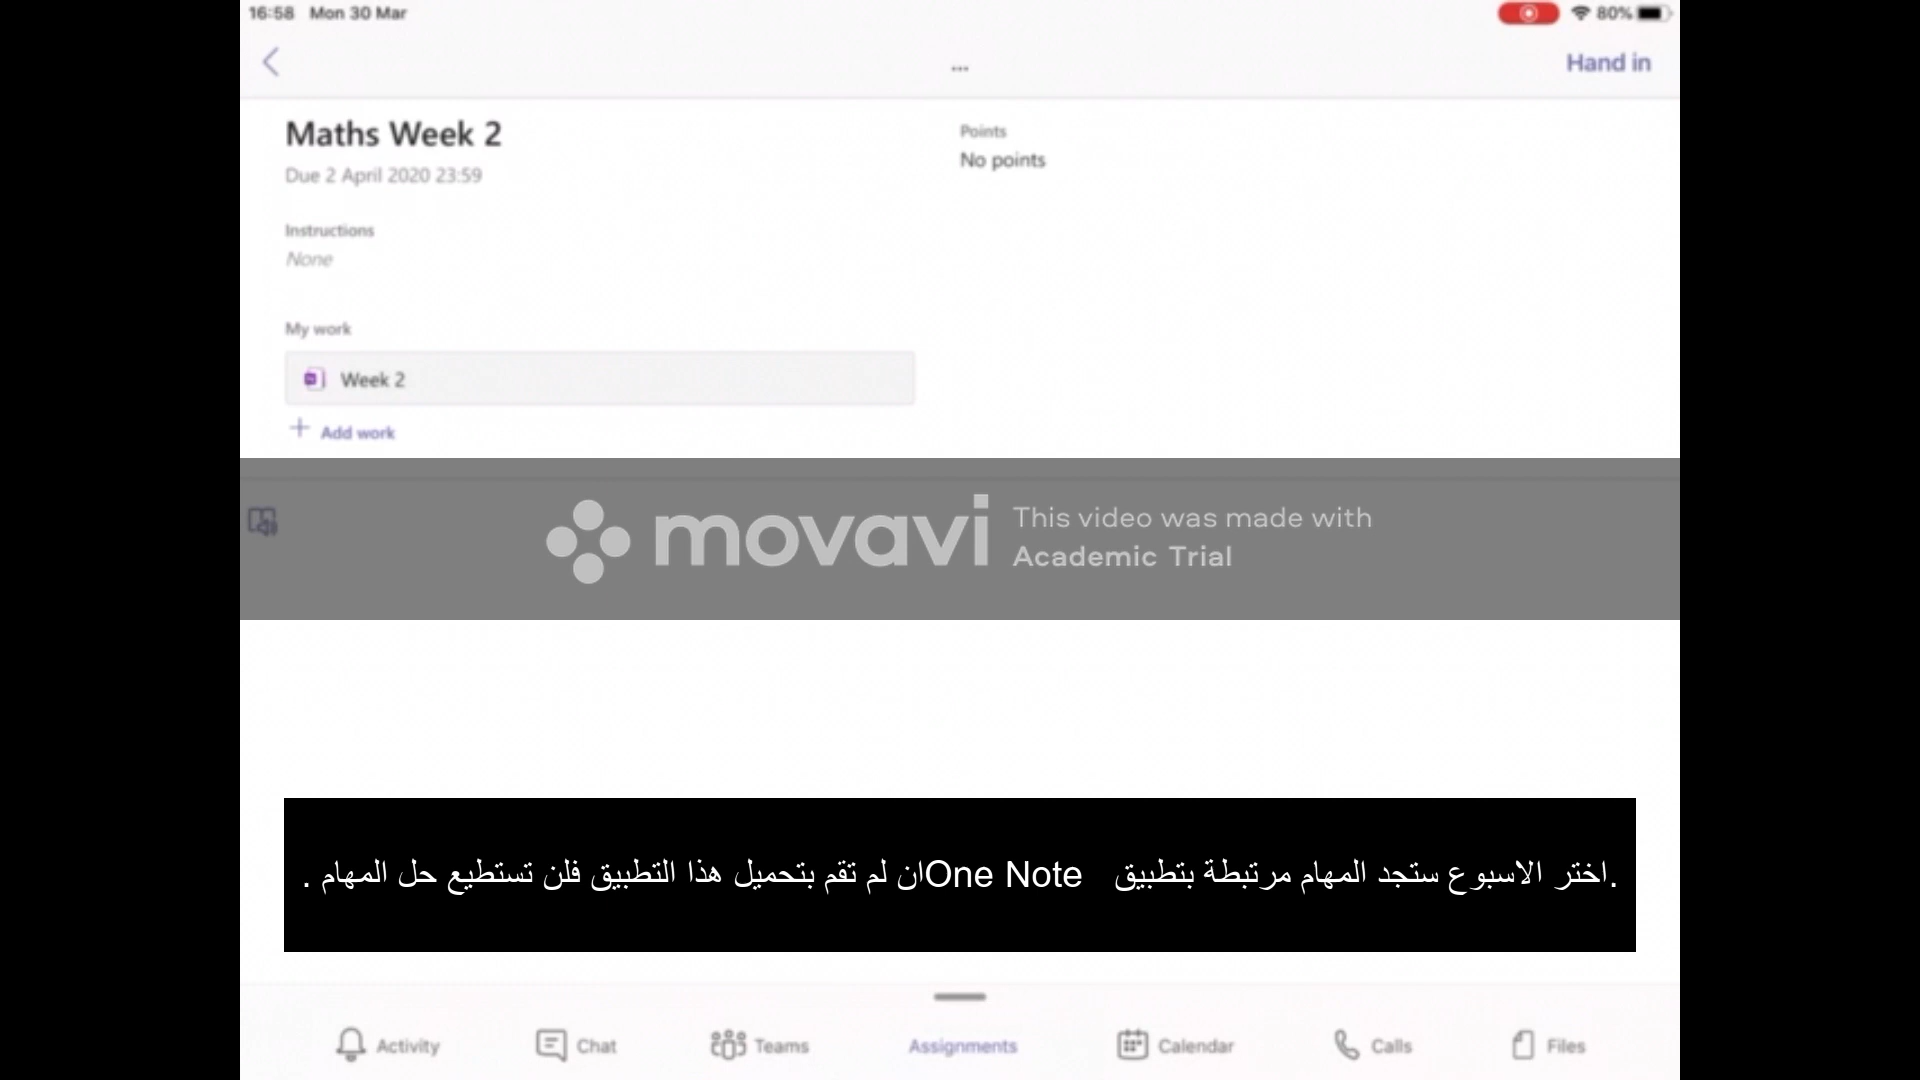 16:58 Mon 30 Mar
80%
...
Hand in
Maths Week 2
Due 2 April 2020 23:59
Points
No points
Instructions
None
My work
Week 2
+ Add work
movavi
This video was made with
Academic Trial
.اختر الاسبوع ستجد المهام مرتبطة بتطبيق One Noteان لم تقم بتحميل هذا التطبيق فلن تستطيع حل المهام .
Activity
Chat
Teams
Assignments
Calendar
Calls
Files